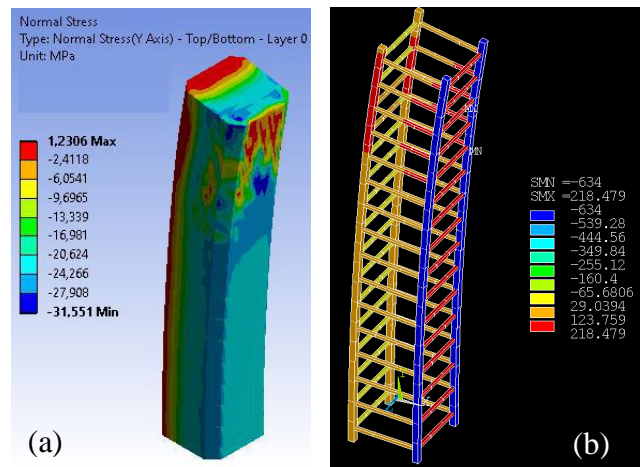 Normal Stress
Type: Normal Stress(Y Axis) - Top/Bottom - Layer 0
Unit: MPa
1,2306 Max
-2,4118
-6,0541
-9,6965
-13,339
-16,981
-20,624
-24,266
-27,908
-31,551 Min
(a)
MX
MN
SMN =-634
SMX =218.479
-634
-539.28
-444.56
-349.84
-255.12
-160.4
-65.6806
29.0394
123.759
218.479
(b)